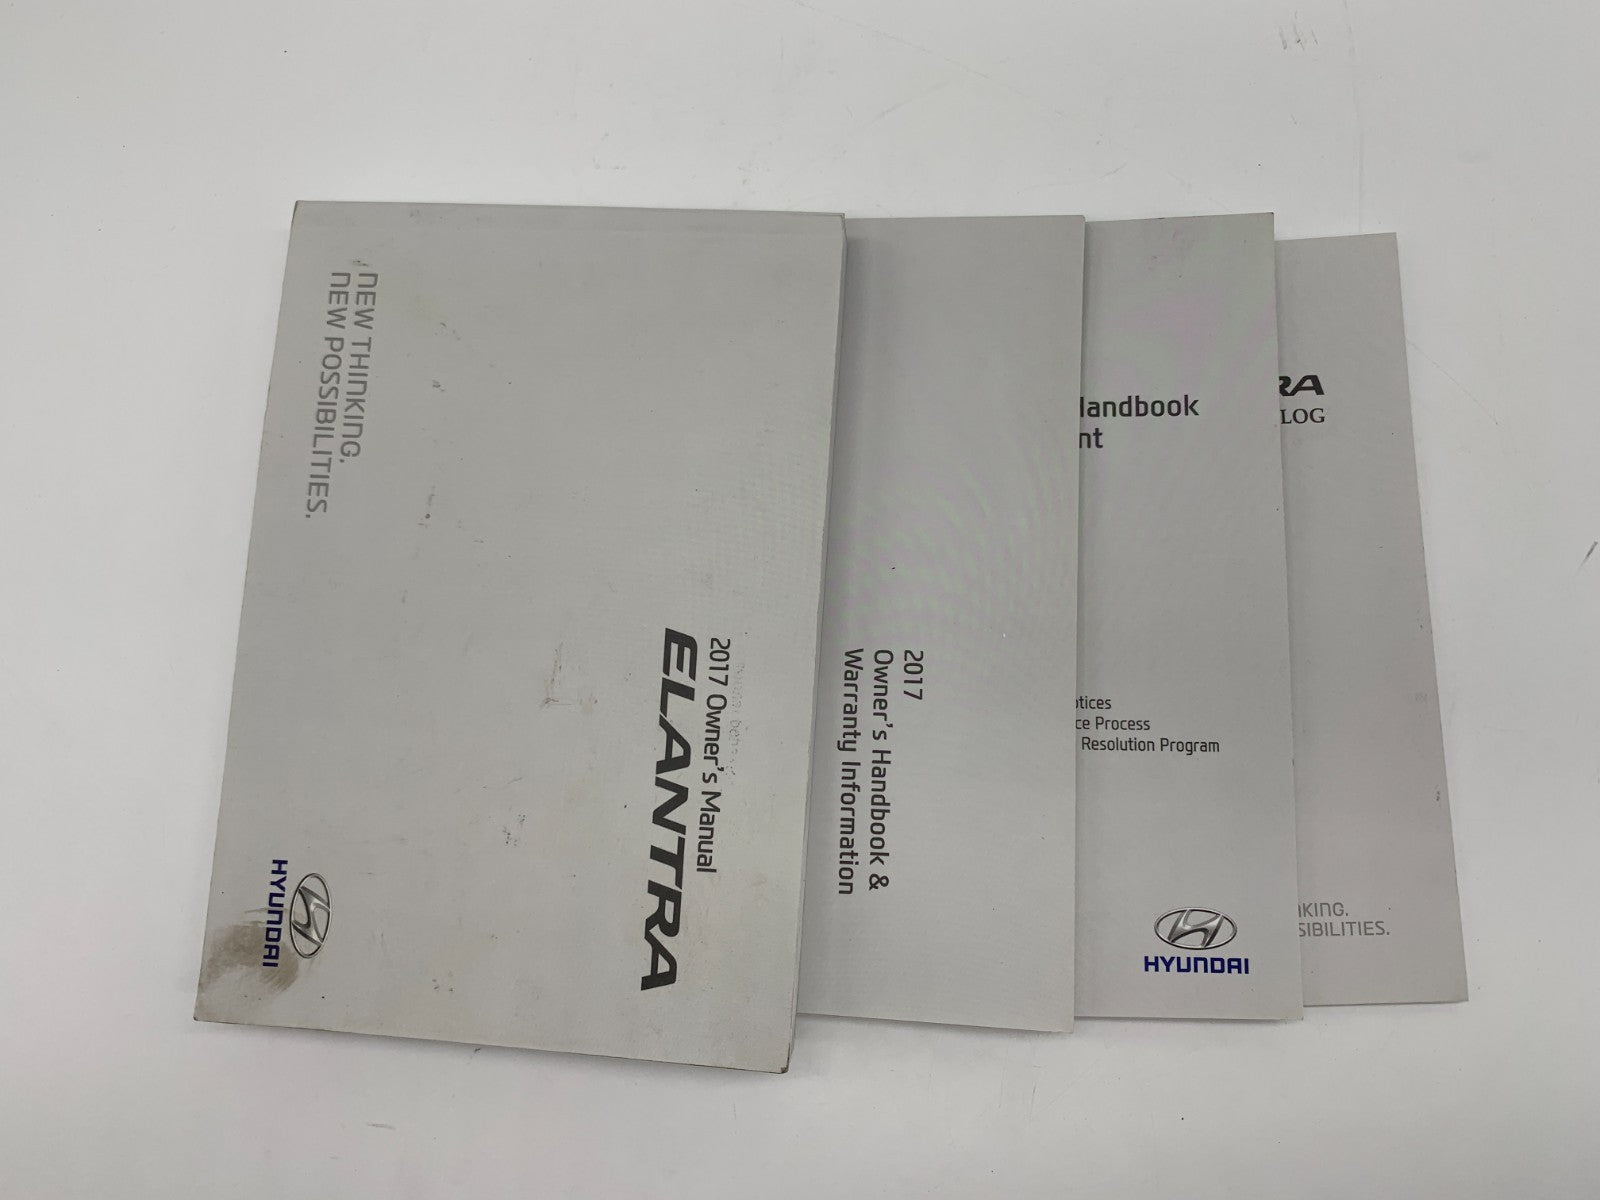 NEW THINKING.
NEW POSSIBILITIES.
2017 Owner's Manual
ELANTRA
HYUNDAI
2017
Owner's Handbook &
Warranty Information
Handbook
nt
otices
ce Process
Resolution Program
HYUNDAI
RA
LOG
NKING.
SIBILITIES.